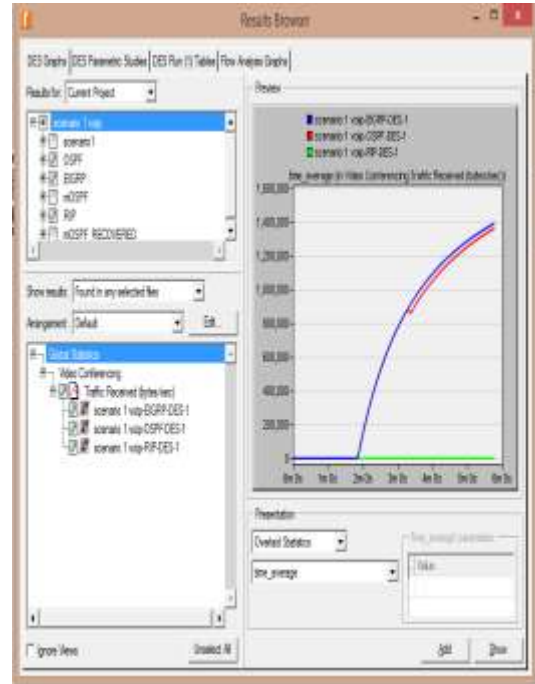 Results Browser
DES Graphs
DES Parametric Studies
DES Run (1) Tables
Flow Analysis Graphs
Results for: Current Project
scenario 1 voip
scenario1
OSPF
EIGRP
mOSPF
RIP
mOSPF RECOVERED
Show results: Found in any selected files
Arrangement: Default
Edit...
Global Statistics
Video Conferencing
Traffic Received (bytes/sec)
scenario 1 voip-EIGRP-DES-1
scenario 1 voip-OSPF-DES-1
scenario 1 voip-RIP-DES-1
Ignore Views
Unselect All
Preview
scenario 1 voip-EIGRP-DES-1
scenario 1 voip-OSPF-DES-1
scenario 1 voip-RIP-DES-1
time_average (in Video Conferencing.Traffic Received (bytes/sec))
1,600,000
1,400,000
1,200,000
1,000,000
800,000
600,000
400,000
200,000
0
0m 0s 1m 0s 2m 0s 3m 0s 4m 0s 5m 0s 6m 0s
Presentation
Overlaid Statistics
time_average
Time_average parameters
Value
Add
Show